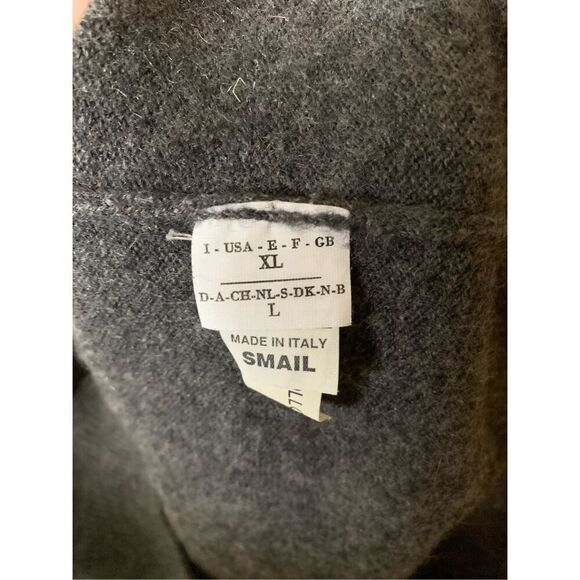 I - USA - E - F - GB
XL
D-A-CH-NL-S-DK-N-B
L
MADE IN ITALY
SMAIL